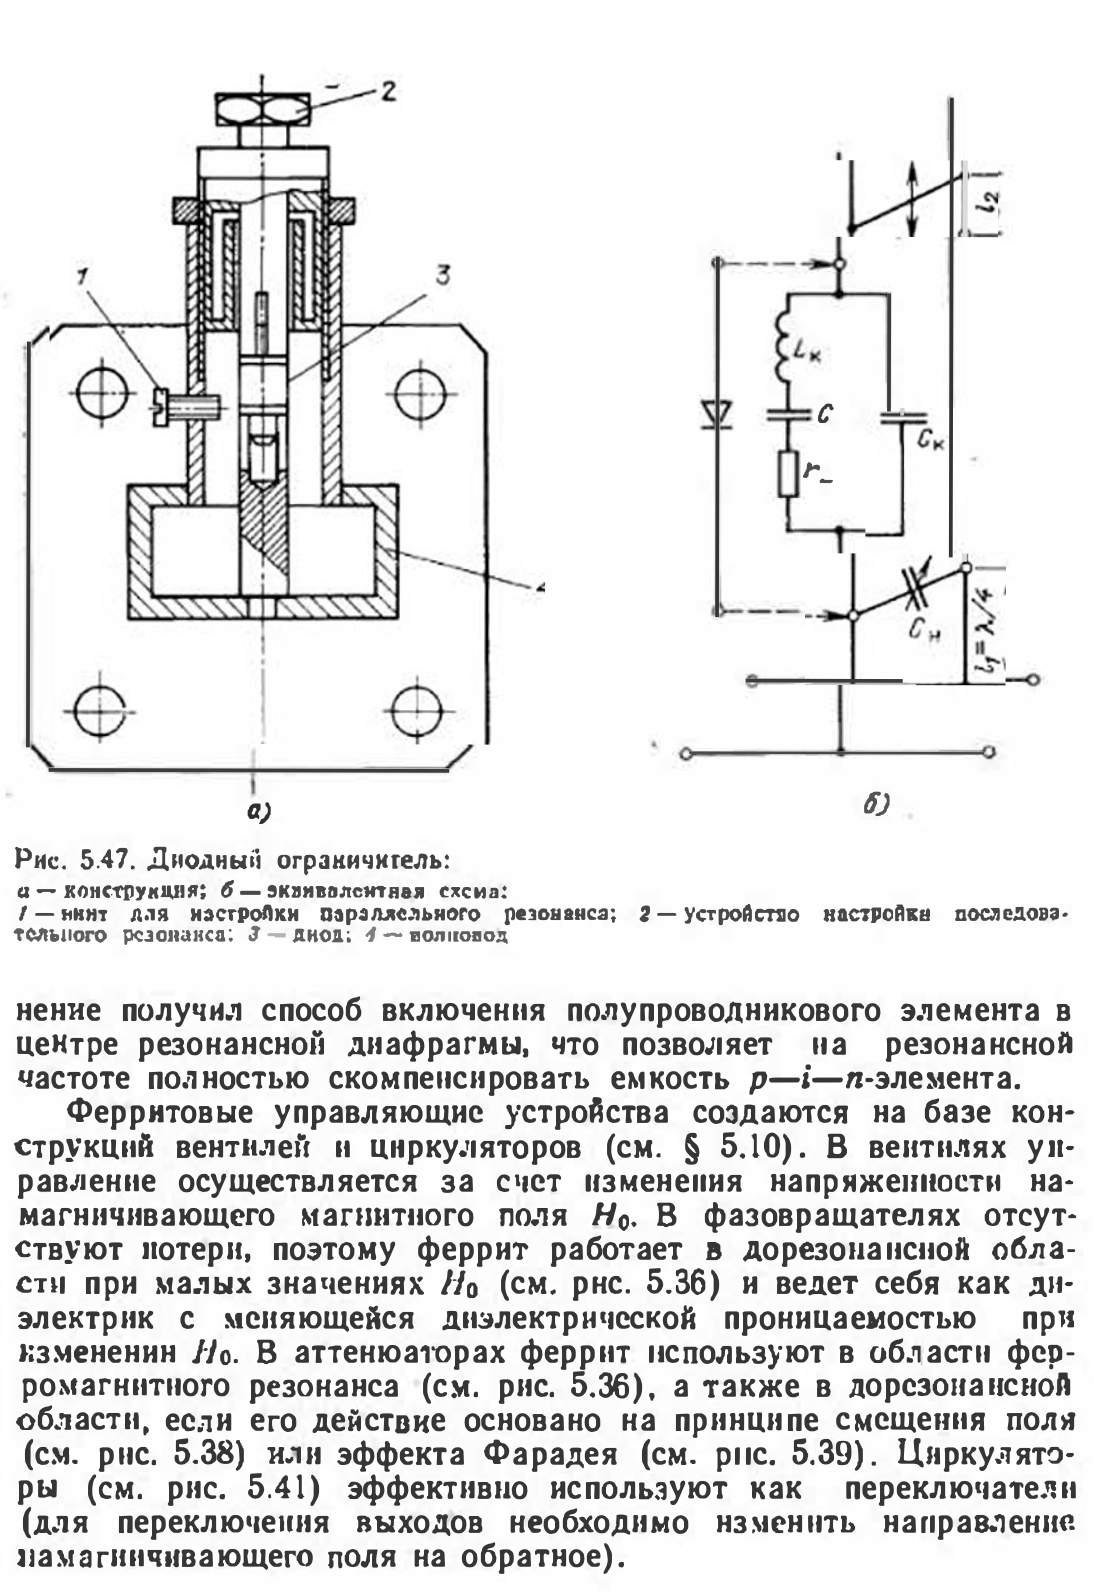 2
1
3
4
а)
l2
Lк
C
Cк
r_
Cн
l1=λ/4
б)
Рис. 5.47. Диодный ограничитель:
а — конструкция; б — эквивалентная схема:
1 — винт для настройки параллельного резонанса; 2 — устройство настройки последова-
тельного резонанса; 3 — диод; 4 — волновод
нение получил способ включения полупроводникового элемента в
центре резонансной диафрагмы, что позволяет на резонансной
частоте полностью скомпенсировать емкость p—i—n-элемента.
Ферритовые управляющие устройства создаются на базе кон-
струкций вентилей и циркуляторов (см. § 5.10). В вентилях уп-
равление осуществляется за счет изменения напряженности на-
магничивающего магнитного поля H₀. В фазовращателях отсут-
ствуют потери, поэтому феррит работает в дорезонансной обла-
сти при малых значениях H₀ (см. рис. 5.36) и ведет себя как ди-
электрик с меняющейся диэлектрической проницаемостью при
изменении H₀. В аттенюаторах феррит используют в области фер-
ромагнитного резонанса (см. рис. 5.36), а также в дорезонансной
области, если его действие основано на принципе смещения поля
(см. рис. 5.38) или эффекта Фарадея (см. рис. 5.39). Циркулято-
ры (см. рис. 5.41) эффективно используют как переключатели
(для переключения выходов необходимо изменить направление
намагничивающего поля на обратное).